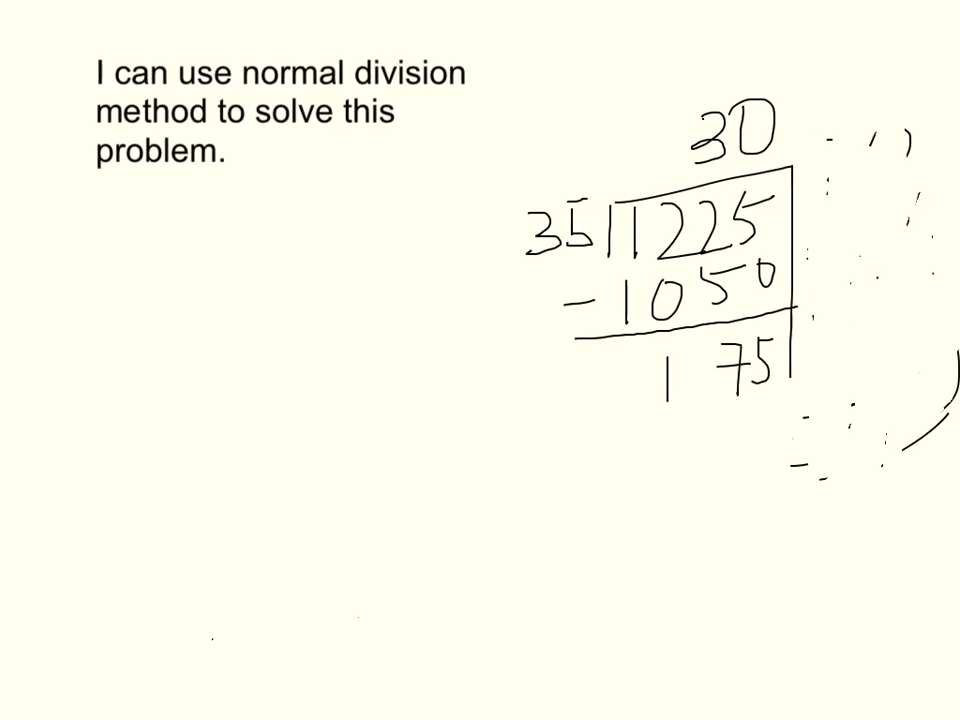 I can use normal division
method to solve this
problem.
30
35 | 1225
- 1050
175